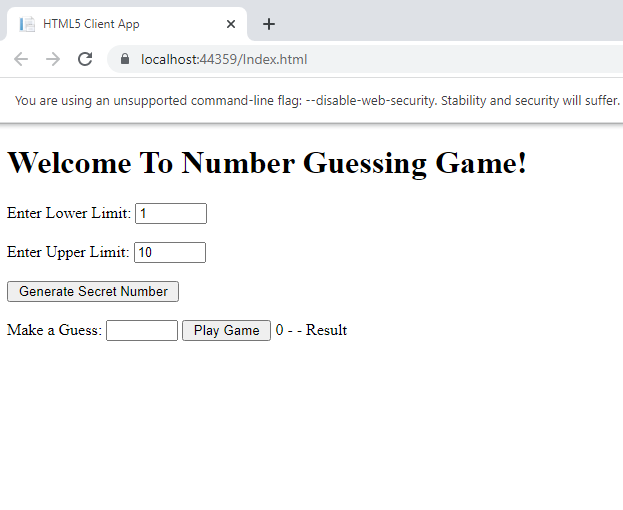 HTML5 Client App
localhost:44359/Index.html
You are using an unsupported command-line flag: --disable-web-security. Stability and security will suffer.
Welcome To Number Guessing Game!
Enter Lower Limit: 1
Enter Upper Limit: 10
Generate Secret Number
Make a Guess: Play Game 0 - - Result